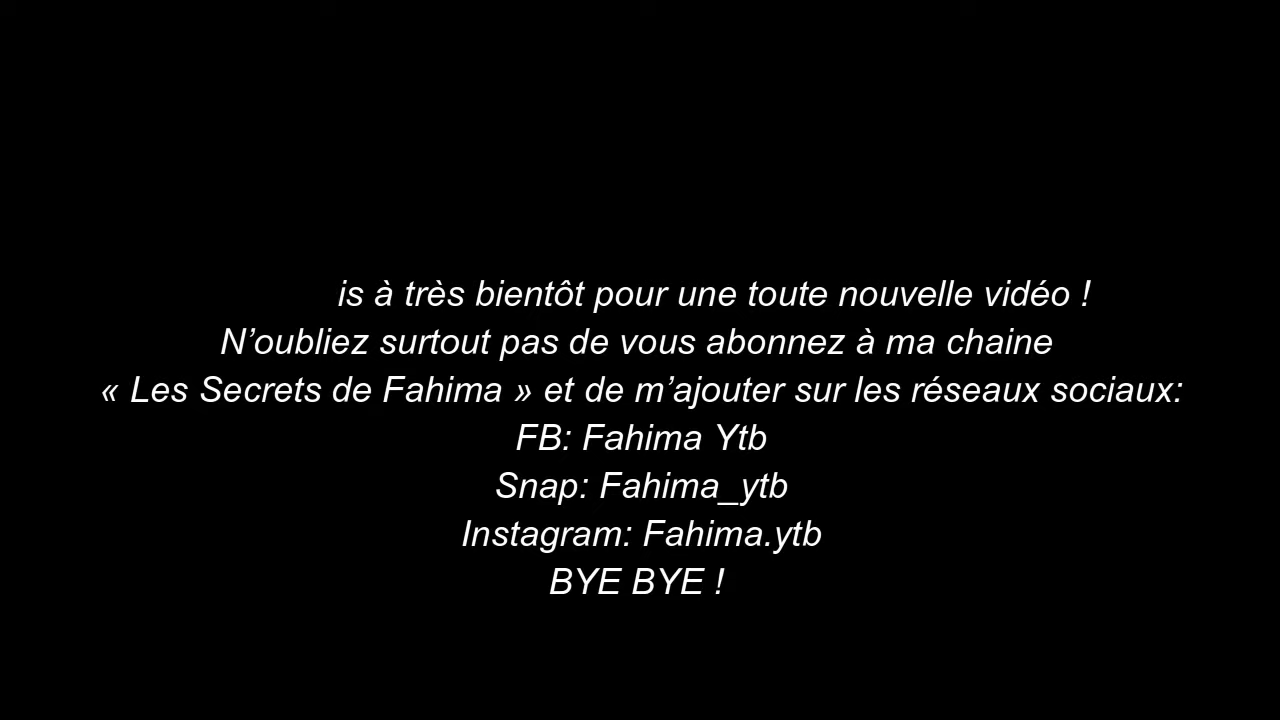 is à très bientôt pour une toute nouvelle vidéo !
N’oubliez surtout pas de vous abonnez à ma chaine
« Les Secrets de Fahima » et de m’ajouter sur les réseaux sociaux:
FB: Fahima Ytb
Snap: Fahima_ytb
Instagram: Fahima.ytb
BYE BYE !